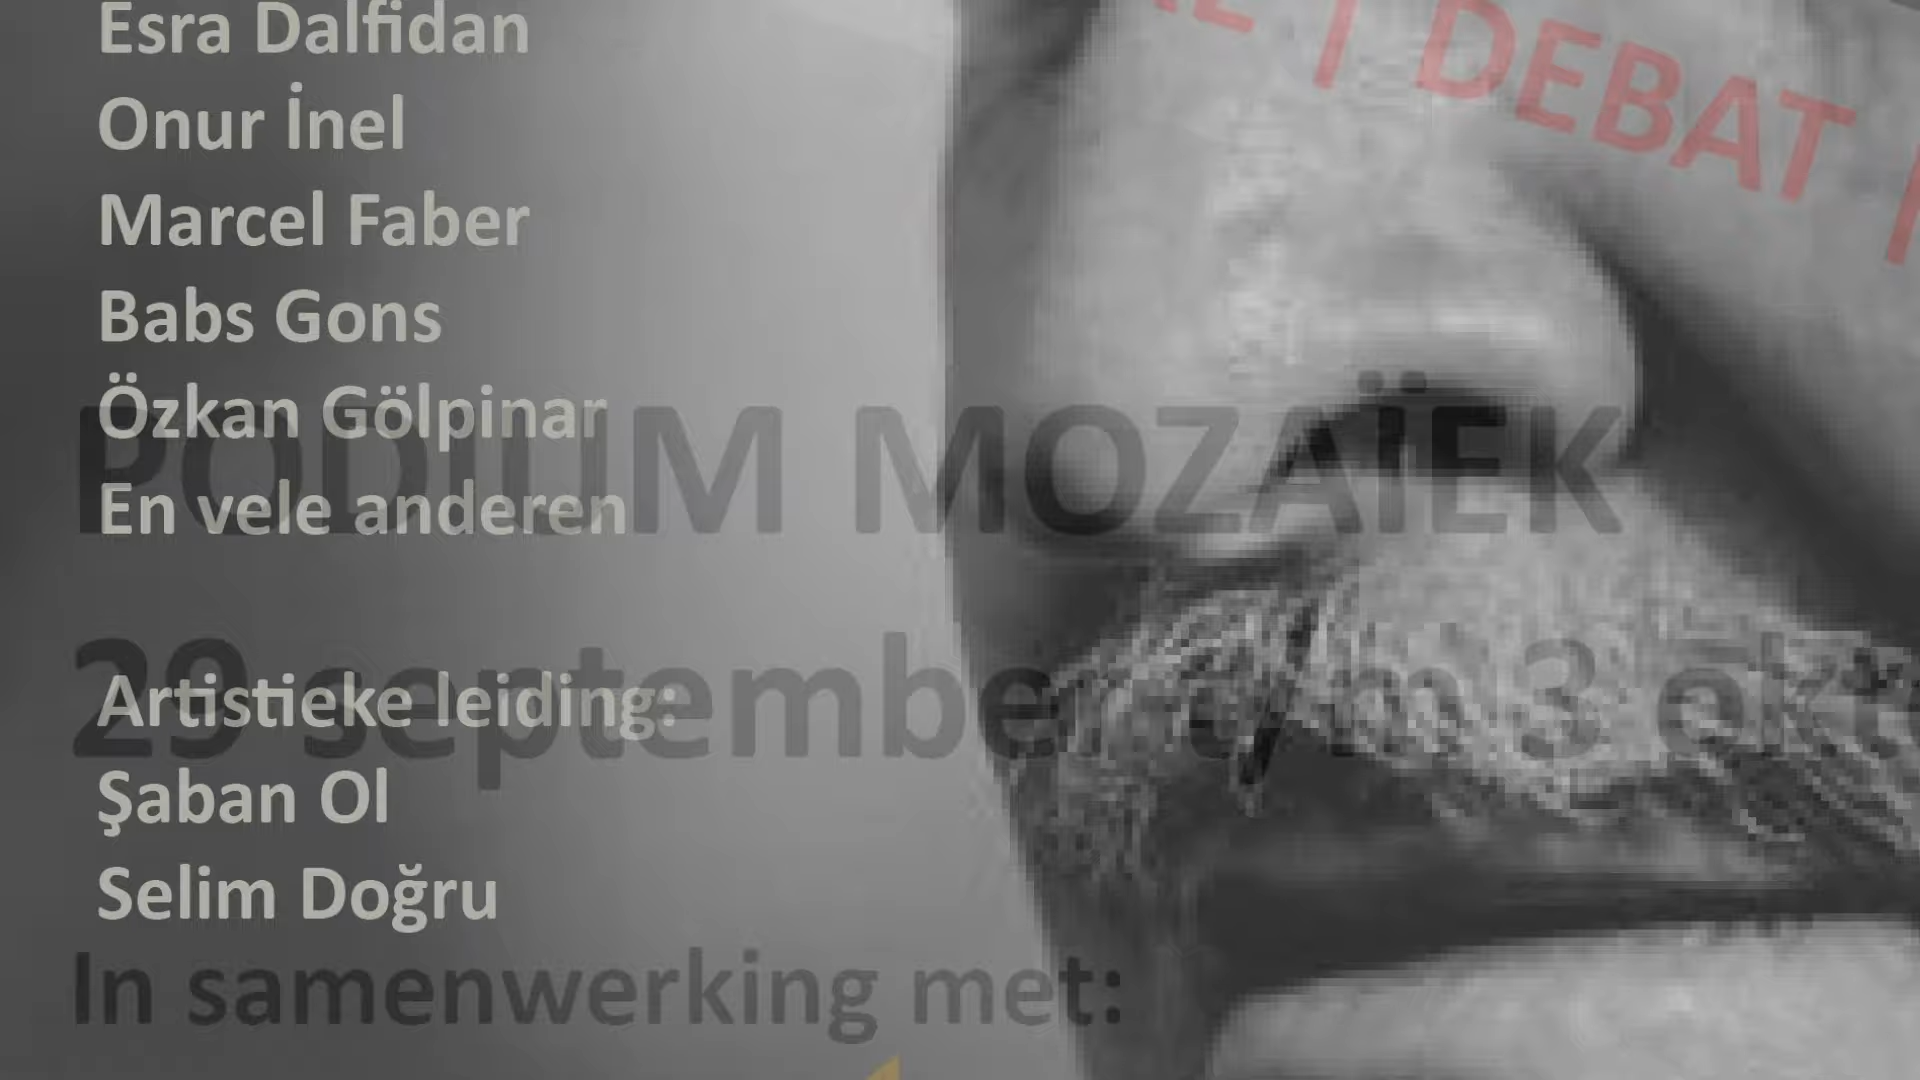 Esra Dalfidan
Onur İnel
Marcel Faber
Babs Gons
Özkan Gölpinar
En vele anderen
Artistieke leiding:
Şaban Ol
Selim Doğru
| DEBAT |
PODIUM MOZAÏEK
29 september t/m 3 okt
In samenwerking met: